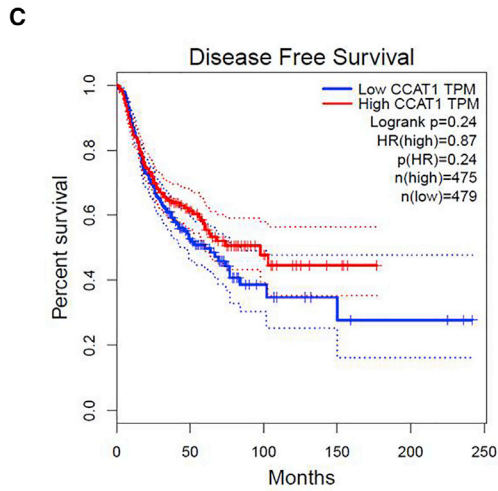 C
Disease Free Survival
Low CCAT1 TPM
High CCAT1 TPM
Logrank p=0.24
HR(high)=0.87
p(HR)=0.24
n(high)=475
n(low)=479
Percent survival
1.0
0.8
0.6
0.4
0.2
0.0
0 50 100 150 200 250
Months